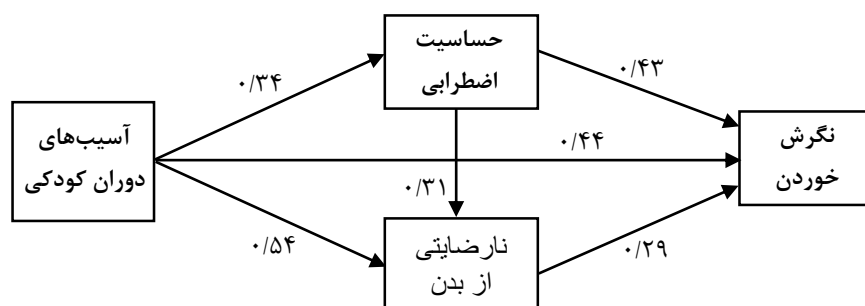 حساسیت
اضطرابی
۰/۳۴
۰/۴۳
آسیب‌های
دوران کودکی
۰/۴۴
نگرش
خوردن
۰/۳۱
۰/۵۴
نارضایتی
از بدن
۰/۲۹